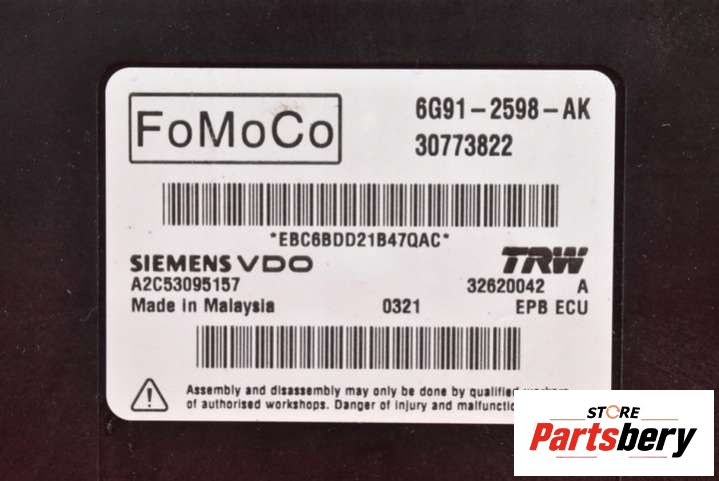 FoMoCo
6G91-2598-AK
30773822
*EBC6BDD21B47QAC*
SIEMENS VDO
TRW
A2C53095157
32620042 A
Made in Malaysia 0321 EPB ECU
Assembly and disassembly may only be done by qualified
of authorised workshops. Danger of injury and
STORE
Partsbery